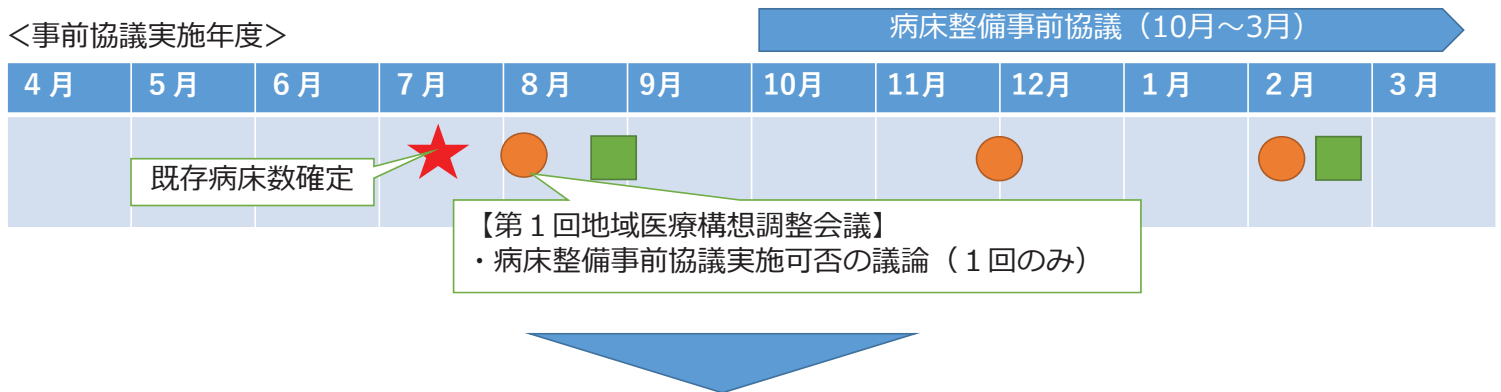 病床整備事前協議（10月～3月）
＜事前協議実施年度＞
４月 ５月 ６月 ７月 ８月 9月 10月 11月 12月 １月 ２月 ３月
既存病床数確定
【第１回地域医療構想調整会議】
・病床整備事前協議実施可否の議論（１回のみ）